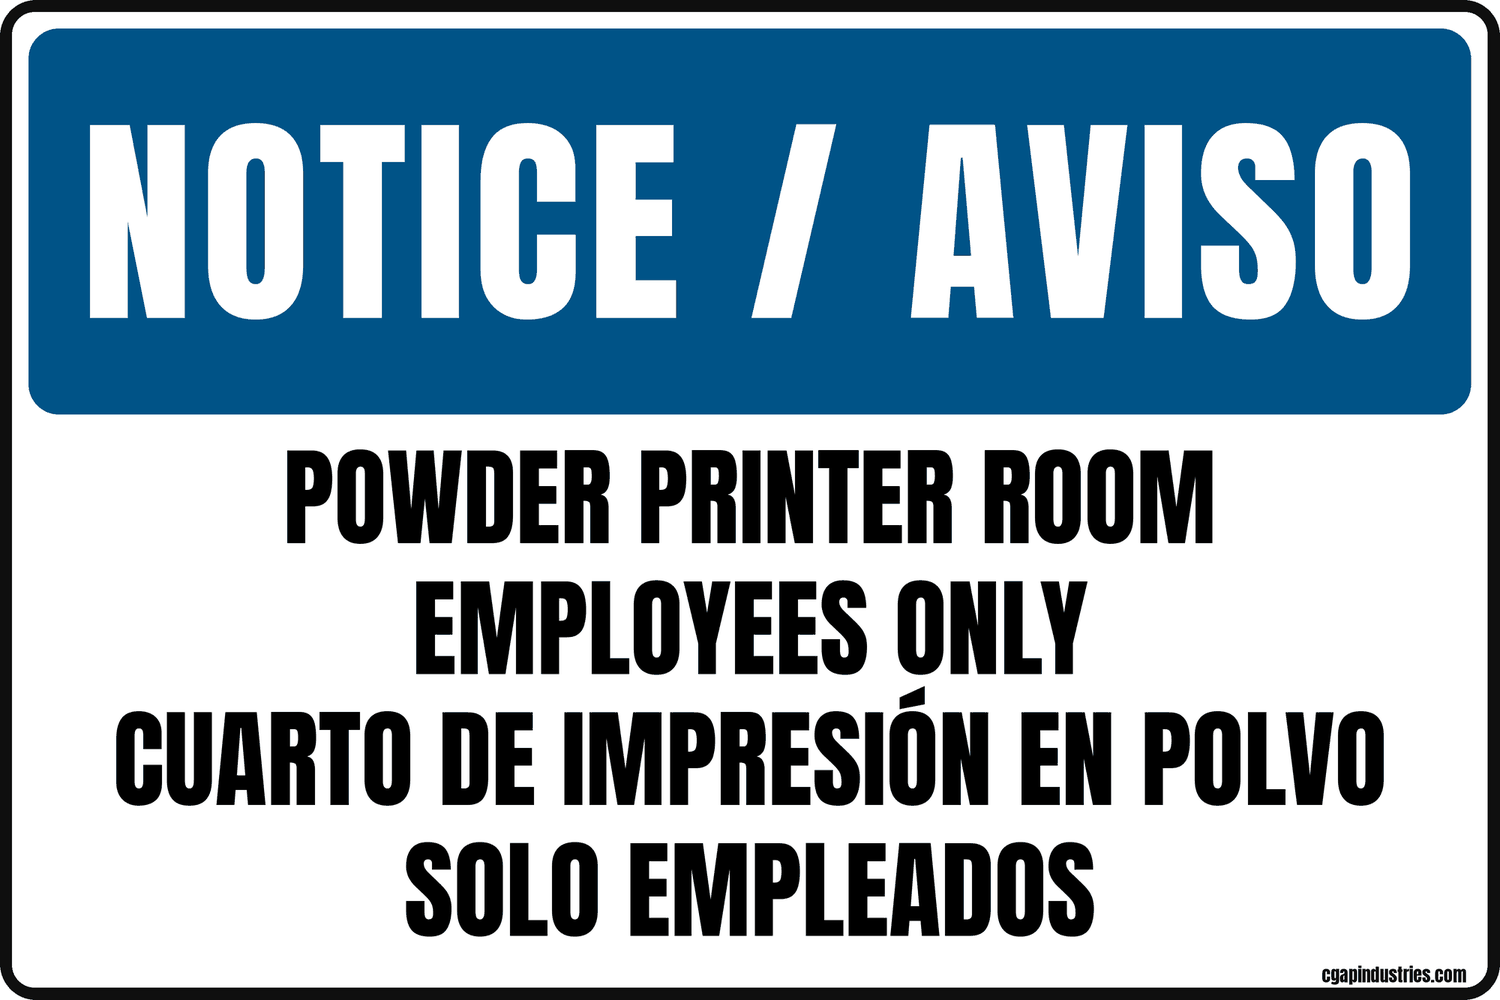 NOTICE / AVISO
POWDER PRINTER ROOM
EMPLOYEES ONLY
CUARTO DE IMPRESIÓN EN POLVO
SOLO EMPLEADOS
cgapindustries.com